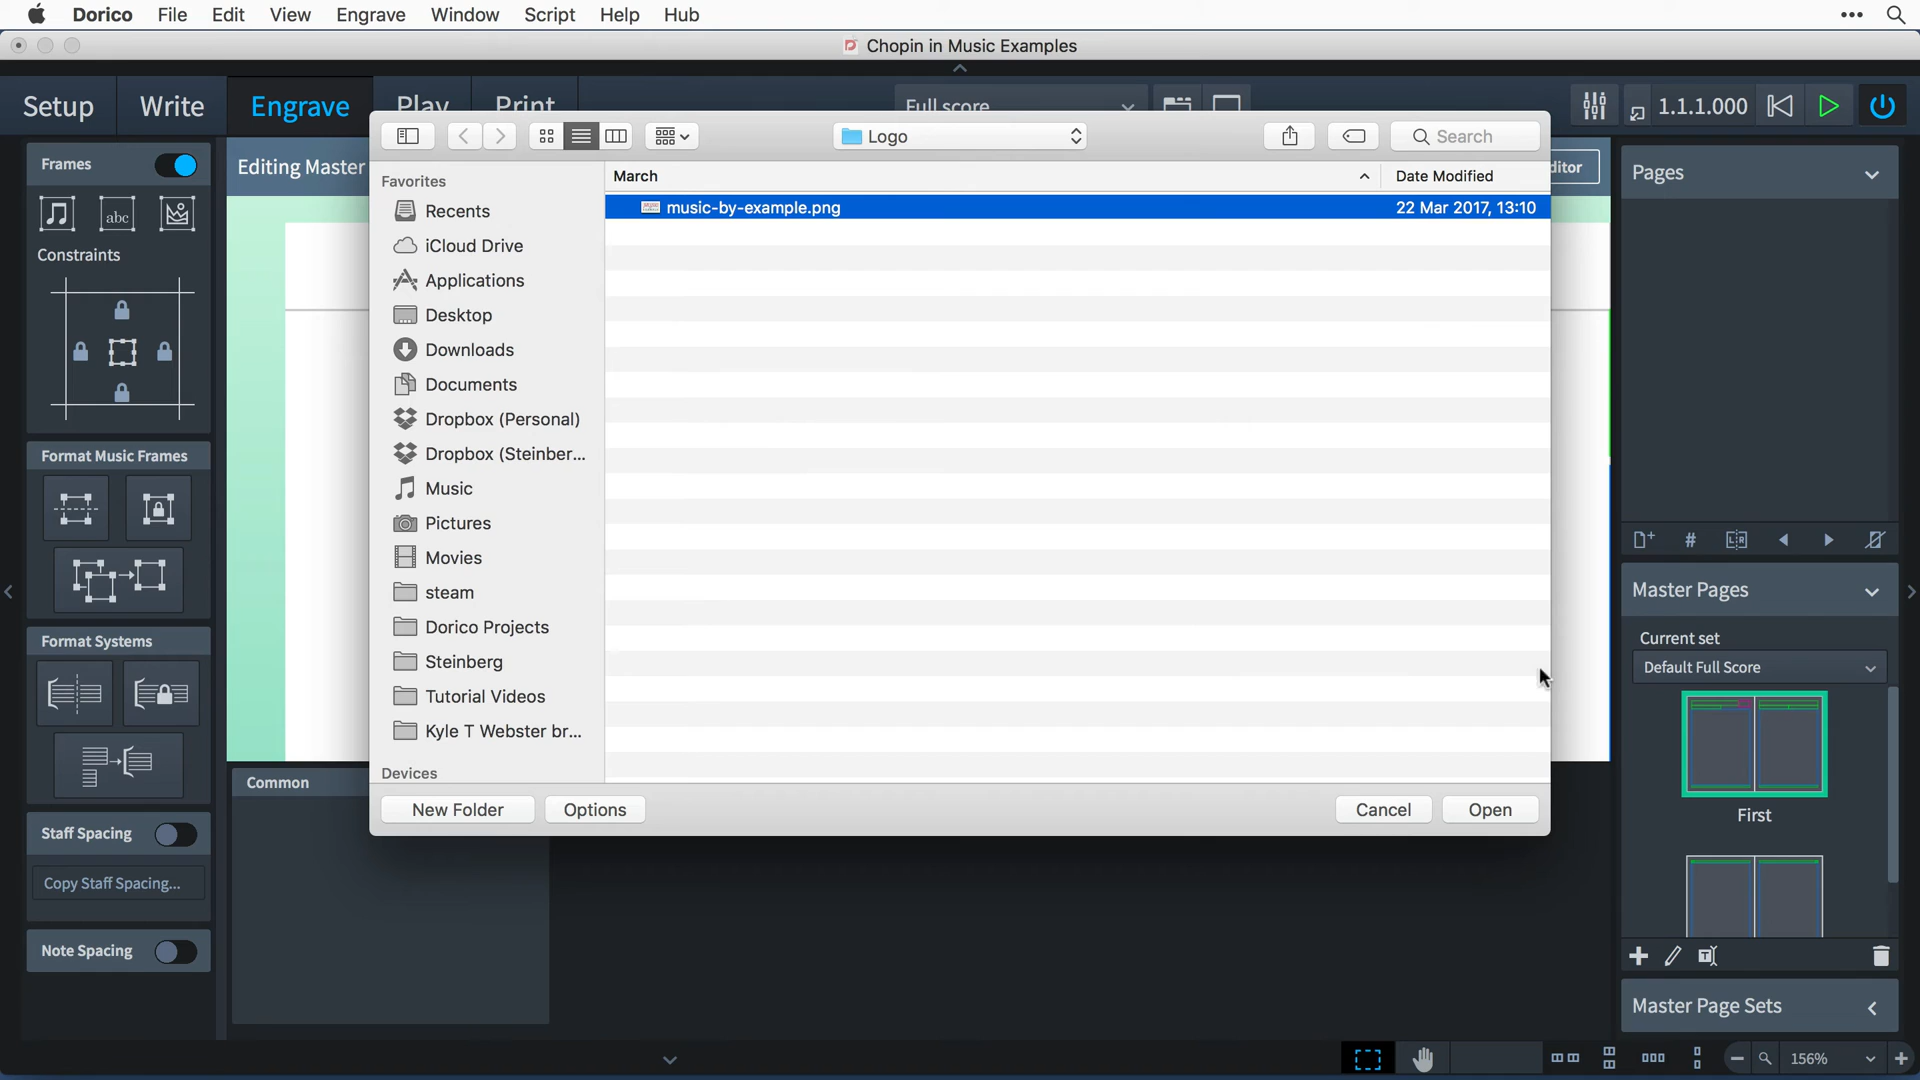 Dorico File Edit View Engrave Window Script Help Hub
Chopin in Music Examples
Setup Write Engrave Play Print Full score 1.1.1.000
Logo
Search
Frames
Editing Master
ditor
Pages
Favorites
March
Date Modified
abc
Recents
music-by-example.png
22 Mar 2017, 13:10
iCloud Drive
Constraints
Applications
Desktop
Downloads
Documents
Dropbox (Personal)
Dropbox (Steinber...
Format Music Frames
Music
Pictures
#
L R
Movies
steam
Master Pages
Dorico Projects
Format Systems
Current set
Steinberg
Default Full Score
Tutorial Videos
Kyle T Webster br...
Devices
Common
New Folder
Options
Cancel
Open
First
Staff Spacing
Copy Staff Spacing...
Note Spacing
T
Master Page Sets
156%